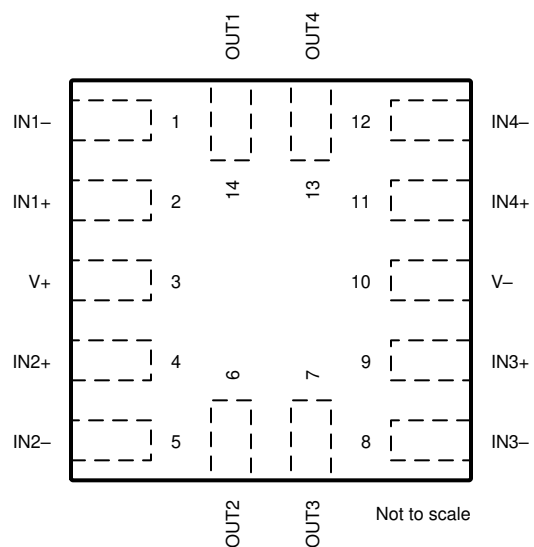 OUT1 OUT4
IN1– 1 12 IN4–
14 13
IN1+ 2 11 IN4+
V+ 3 10 V–
IN2+ 4 9 IN3+
6 7
IN2– 5 8 IN3–
OUT2 OUT3
Not to scale